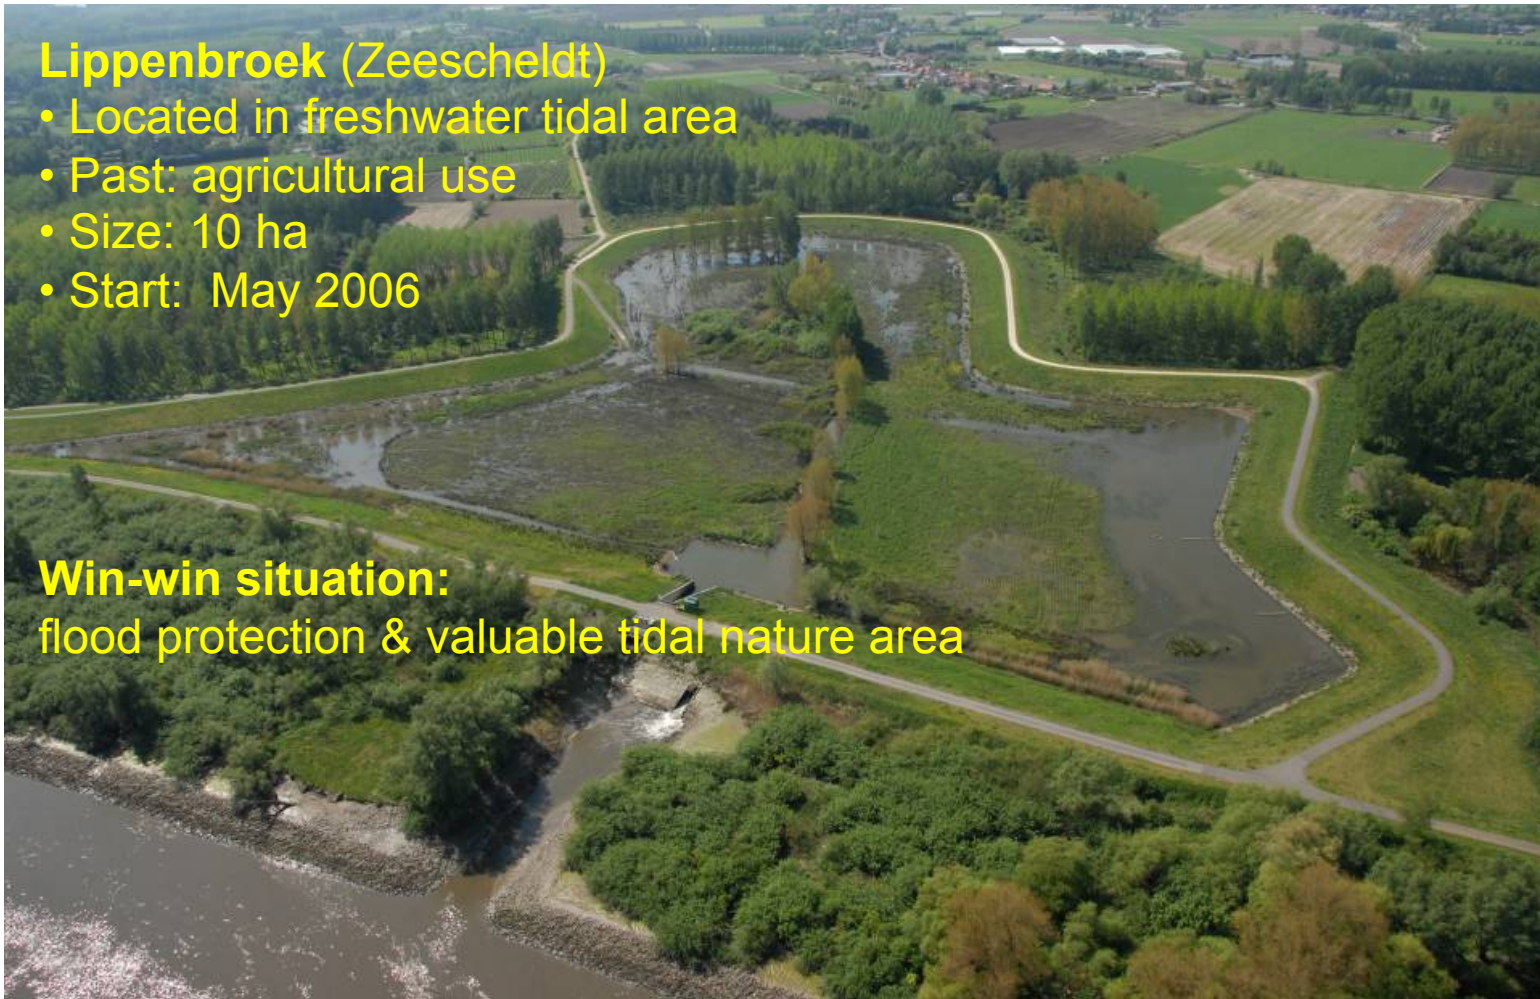 Lippenbroek (Zeescheldt)
• Located in freshwater tidal area
• Past: agricultural use
• Size: 10 ha
• Start:  May 2006
Win-win situation:
flood protection & valuable tidal nature area